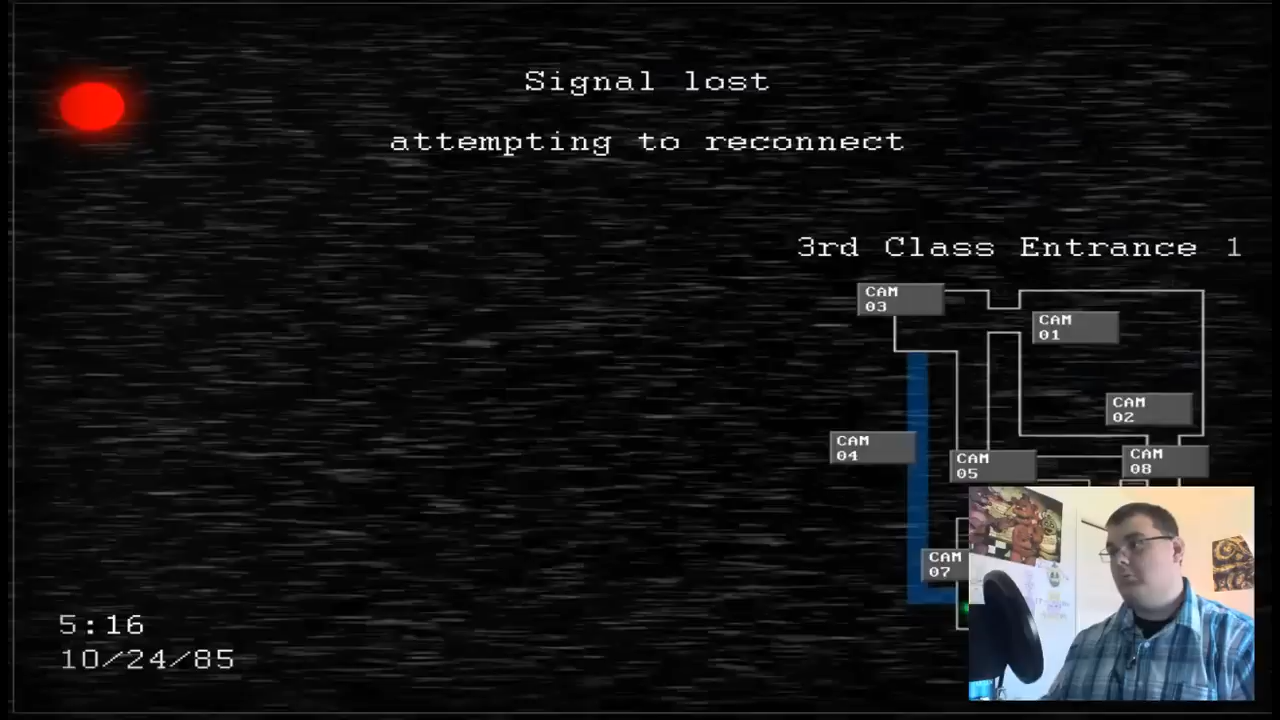 Signal lost
attempting to reconnect
3rd Class Entrance 1
CAM
03
CAM
01
CAM
02
CAM
04
CAM
05
CAM
08
CAM
07
5:16
10/24/85